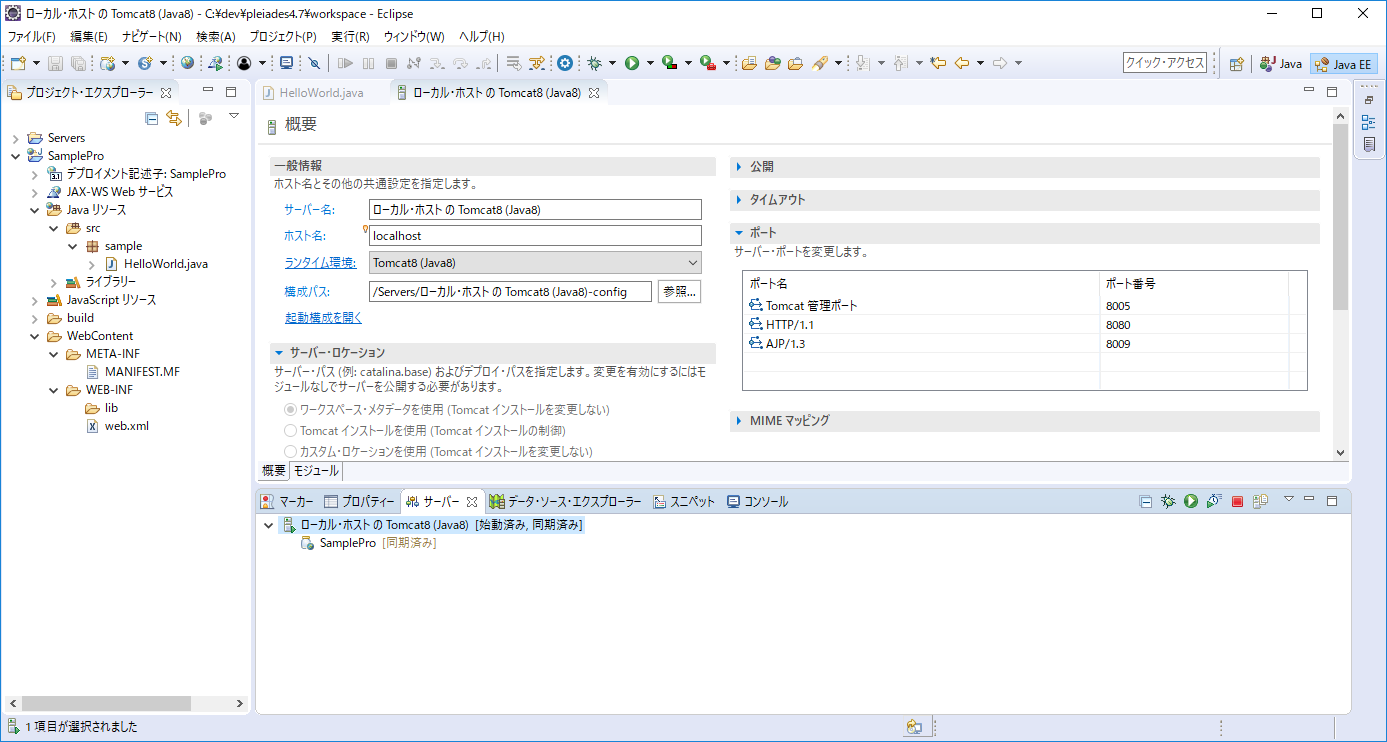 ローカル・ホスト の Tomcat8 (Java8) - C:¥dev¥pleiades4.7¥workspace - Eclipse
ファイル(F) 編集(E) ナビゲート(N) 検索(A) プロジェクト(P) 実行(R) ウィンドウ(W) ヘルプ(H)
クイック・アクセス Java Java EE
プロジェクト・エクスプローラー
Servers
SamplePro
デプロイメント記述子: SamplePro
JAX-WS Web サービス
Java リソース
src
sample
HelloWorld.java
ライブラリー
JavaScript リソース
build
WebContent
META-INF
MANIFEST.MF
WEB-INF
lib
web.xml
HelloWorld.java ローカル・ホスト の Tomcat8 (Java8)
概要
一般情報
ホスト名とその他の共通設定を指定します。
サーバー名: ローカル・ホスト の Tomcat8 (Java8)
ホスト名: localhost
ランタイム環境: Tomcat8 (Java8)
構成パス: /Servers/ローカル・ホスト の Tomcat8 (Java8)-config 参照...
起動構成を開く
サーバー・ロケーション
サーバー・パス (例: catalina.base) およびデプロイ・パスを指定します。変更を有効にするにはモ
ジュールなしでサーバーを公開する必要があります。
ワークスペース・メタデータを使用 (Tomcat インストールを変更しない)
Tomcat インストールを使用 (Tomcat インストールの制御)
カスタム・ロケーションを使用 (Tomcat インストールを変更しない)
公開
タイムアウト
ポート
サーバー・ポートを変更します。
ポート名 ポート番号
Tomcat 管理ポート 8005
HTTP/1.1 8080
AJP/1.3 8009
MIME マッピング
概要 モジュール
マーカー プロパティー サーバー データ・ソース・エクスプローラー スニペット コンソール
ローカル・ホスト の Tomcat8 (Java8) [始動済み, 同期済み]
SamplePro [同期済み]
1 項目が選択されました